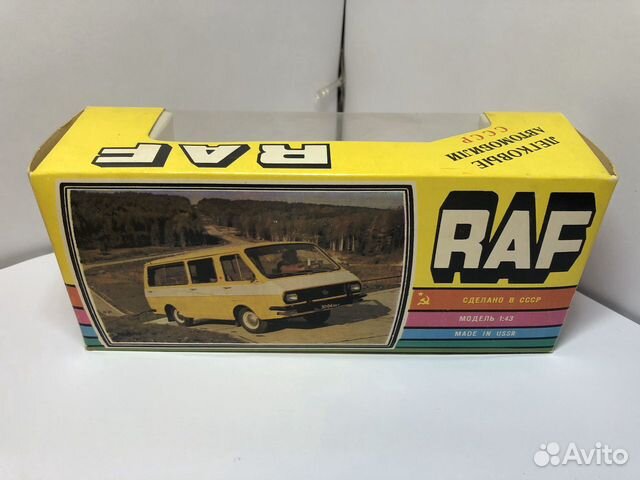 RAF
ЛЕГКОВЫЕ
АВТОМОБИЛИ
СССР
RAF
СДЕЛАНО В СССР
МОДЕЛЬ 1:43
MADE IN USSR
Avito